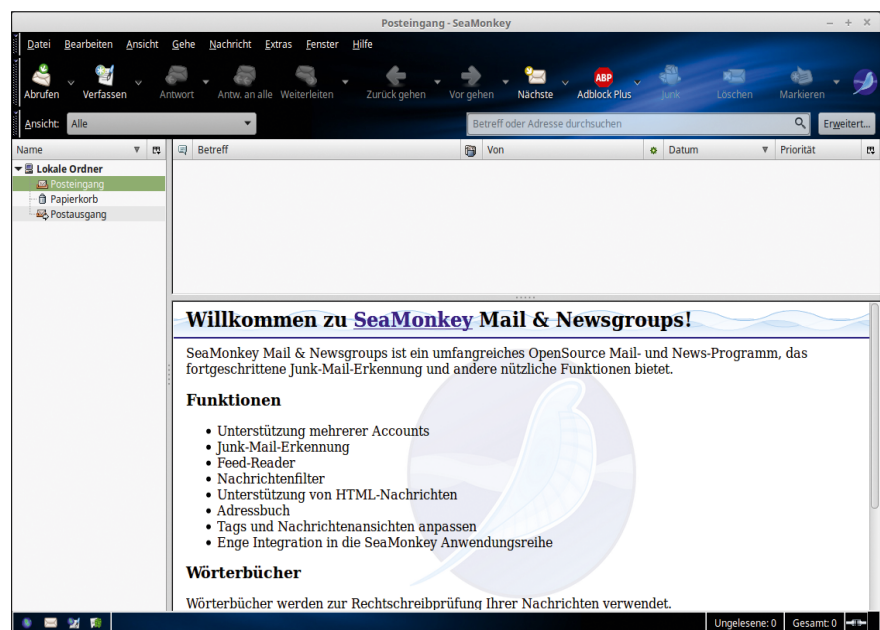 Posteingang - SeaMonkey
Datei Bearbeiten Ansicht Gehe Nachricht Extras Fenster Hilfe
Abrufen Verfassen Antwort Antw. an alle Weiterleiten Zurück gehen Vor gehen Nächste ABP Adblock Plus Junk Löschen Markieren
Ansicht: Alle Betreff oder Adresse durchsuchen Erweitert...
Name Betreff Von Datum Priorität
Lokale Ordner
Posteingang
Papierkorb
Postausgang
Willkommen zu SeaMonkey Mail & Newsgroups!
SeaMonkey Mail & Newsgroups ist ein umfangreiches OpenSource Mail- und News-Programm, das
fortgeschrittene Junk-Mail-Erkennung und andere nützliche Funktionen bietet.
Funktionen
• Unterstützung mehrerer Accounts
• Junk-Mail-Erkennung
• Feed-Reader
• Nachrichtenfilter
• Unterstützung von HTML-Nachrichten
• Adressbuch
• Tags und Nachrichtenansichten anpassen
• Enge Integration in die SeaMonkey Anwendungsreihe
Wörterbücher
Wörterbücher werden zur Rechtschreibprüfung Ihrer Nachrichten verwendet.
Ungelesene: 0 Gesamt: 0